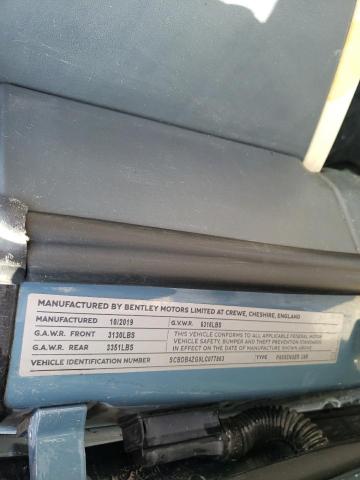 MANUFACTURED BY BENTLEY MOTORS LIMITED AT CREWE, CHESHIRE, ENGLAND
MANUFACTURED 10/2019 G.V.W.R. 6316LBS
G.A.W.R. FRONT 3130LBS
G.A.W.R. REAR 3351LBS
THIS VEHICLE CONFORMS TO ALL APPLICABLE FEDERAL MOTOR
VEHICLE SAFETY, BUMPER AND THEFT PREVENTION STANDARDS
IN EFFECT ON THE DATE OF MANUFACTURE SHOWN ABOVE
VEHICLE IDENTIFICATION NUMBER TYPE: PASSENGER CAR